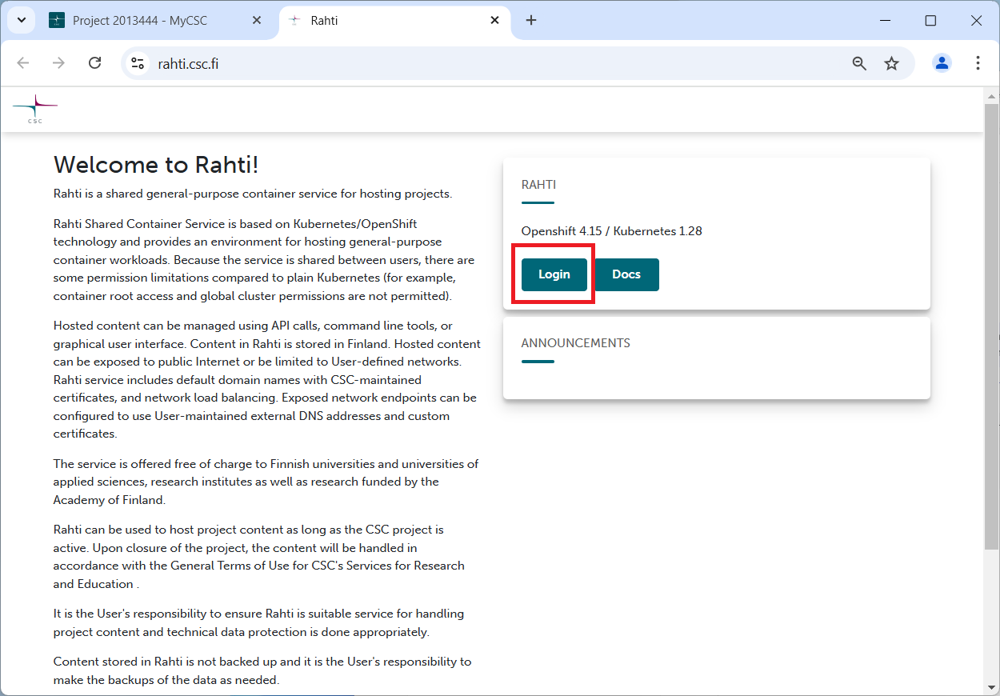 Project 2013444 - MyCSC
Rahti
rahti.csc.fi
CSC
Welcome to Rahti!
Rahti is a shared general-purpose container service for hosting projects.
Rahti Shared Container Service is based on Kubernetes/OpenShift
technology and provides an environment for hosting general-purpose
container workloads. Because the service is shared between users, there are
some permission limitations compared to plain Kubernetes (for example,
container root access and global cluster permissions are not permitted).
Hosted content can be managed using API calls, command line tools, or
graphical user interface. Content in Rahti is stored in Finland. Hosted content
can be exposed to public Internet or be limited to User-defined networks.
Rahti service includes default domain names with CSC-maintained
certificates, and network load balancing. Exposed network endpoints can be
configured to use User-maintained external DNS addresses and custom
certificates.
The service is offered free of charge to Finnish universities and universities of
applied sciences, research institutes as well as research funded by the
Academy of Finland.
Rahti can be used to host project content as long as the CSC project is
active. Upon closure of the project, the content will be handled in
accordance with the General Terms of Use for CSC's Services for Research
and Education .
It is the User's responsibility to ensure Rahti is suitable service for handling
project content and technical data protection is done appropriately.
Content stored in Rahti is not backed up and it is the User's responsibility to
make the backups of the data as needed.
RAHTI
Openshift 4.15 / Kubernetes 1.28
Login
Docs
ANNOUNCEMENTS